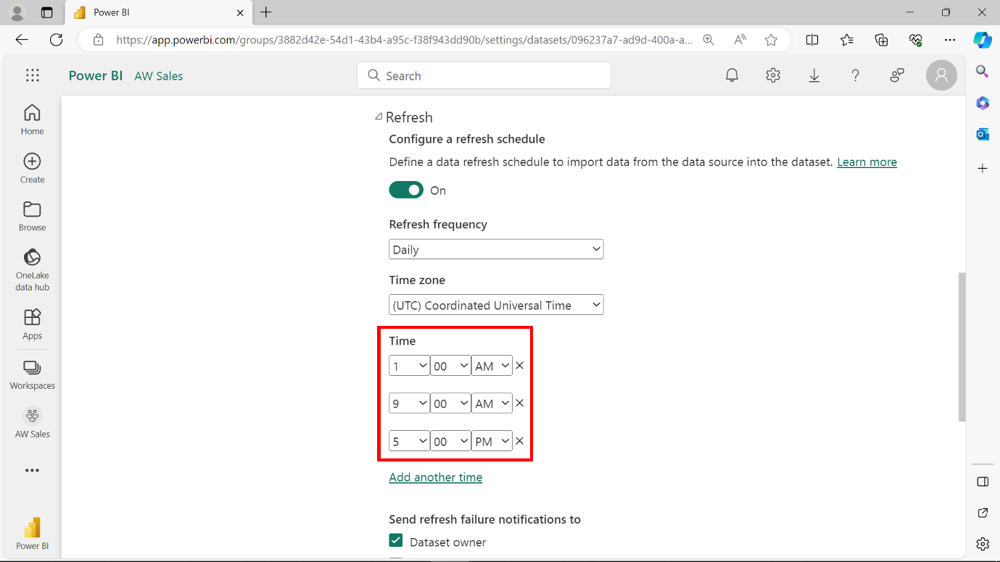 Power BI
https://app.powerbi.com/groups/3882d42e-54d1-43b4-a95c-f38f943dd90b/settings/datasets/096237a7-ad9d-400a-a...
Power BI AW Sales
Search
Home
Create
Browse
OneLake
data hub
Apps
Workspaces
AW Sales
Power BI
Refresh
Configure a refresh schedule
Define a data refresh schedule to import data from the data source into the dataset. Learn more
On
Refresh frequency
Daily
Time zone
(UTC) Coordinated Universal Time
Time
1 00 AM
9 00 AM
5 00 PM
Add another time
Send refresh failure notifications to
Dataset owner